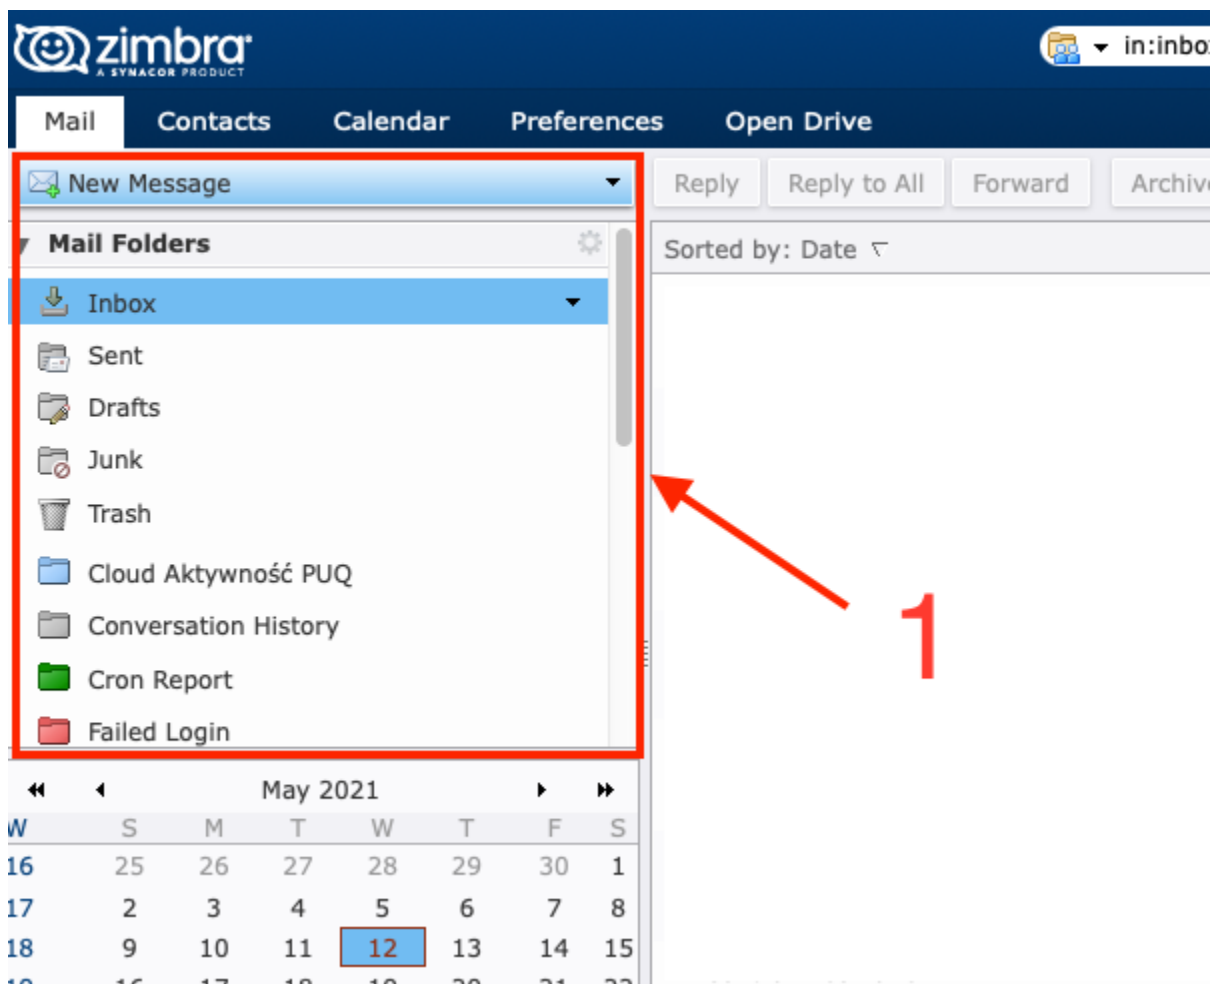 zimbra
A SYNACOR PRODUCT
in:inbo
Mail Contacts Calendar Preferences Open Drive
New Message Reply Reply to All Forward Archiv
Mail Folders
Sorted by: Date
Inbox
Sent
Drafts
Junk
Trash
Cloud Aktywność PUQ
Conversation History
1
Cron Report
Failed Login
May 2021
W S M T W T F S
16 25 26 27 28 29 30 1
17 2 3 4 5 6 7 8
18 9 10 11 12 13 14 15